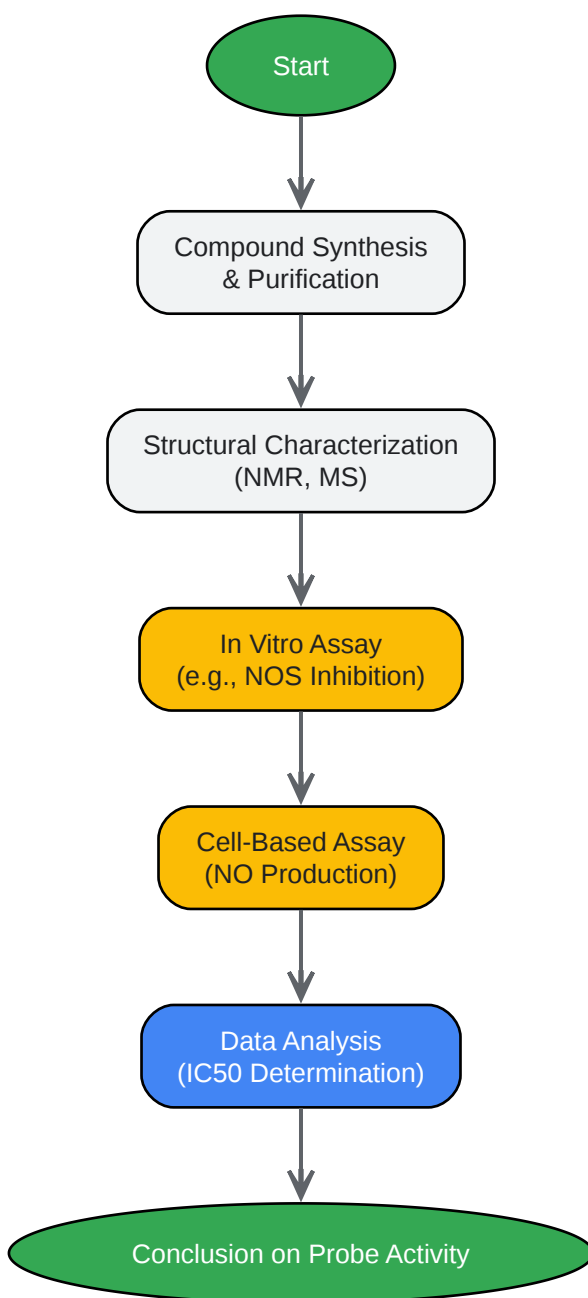 Start
Compound Synthesis
& Purification
Structural Characterization
(NMR, MS)
In Vitro Assay
(e.g., NOS Inhibition)
Cell-Based Assay
(NO Production)
Data Analysis
(IC50 Determination)
Conclusion on Probe Activity